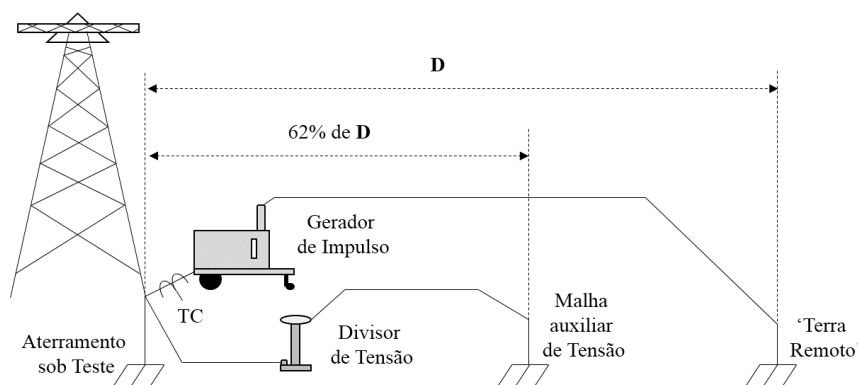 D
62% de D
Gerador
de Impulso
TC
Aterramento
sob Teste
Divisor
de Tensão
Malha
auxiliar
de Tensão
‘Terra
Remoto’